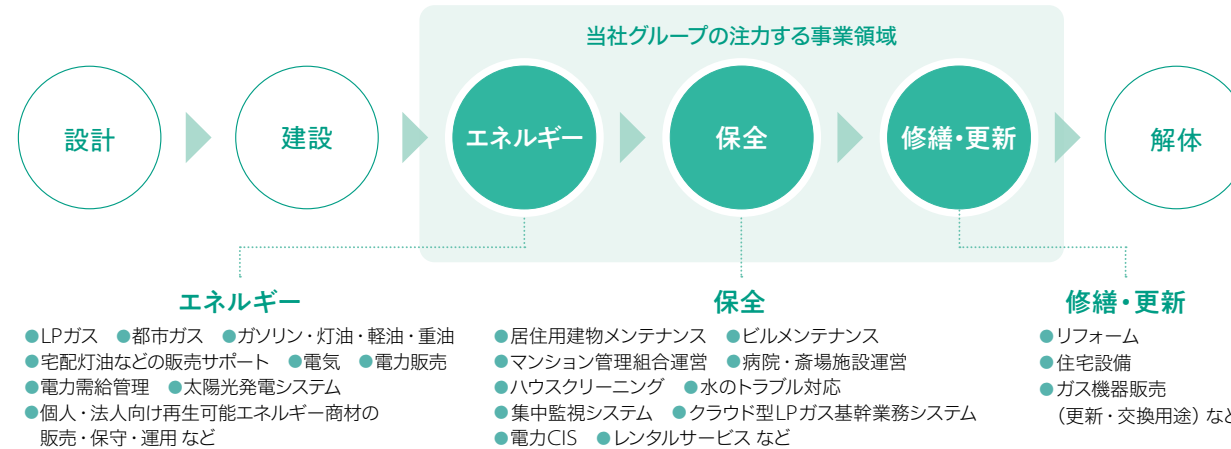 当社グループの注力する事業領域
設計
建設
エネルギー
保全
修繕・更新
解体
エネルギー
●LPガス ●都市ガス ●ガソリン・灯油・軽油・重油
●宅配灯油などの販売サポート ●電気 ●電力販売
●電力需給管理 ●太陽光発電システム
●個人・法人向け再生可能エネルギー商材の
販売・保守・運用 など
保全
●居住用建物メンテナンス ●ビルメンテナンス
●マンション管理組合運営 ●病院・斎場施設運営
●ハウスクリーニング ●水のトラブル対応
●集中監視システム ●クラウド型LPガス基幹業務システム
●電力CIS ●レンタルサービス など
修繕・更新
●リフォーム
●住宅設備
●ガス機器販売
（更新・交換用途）など